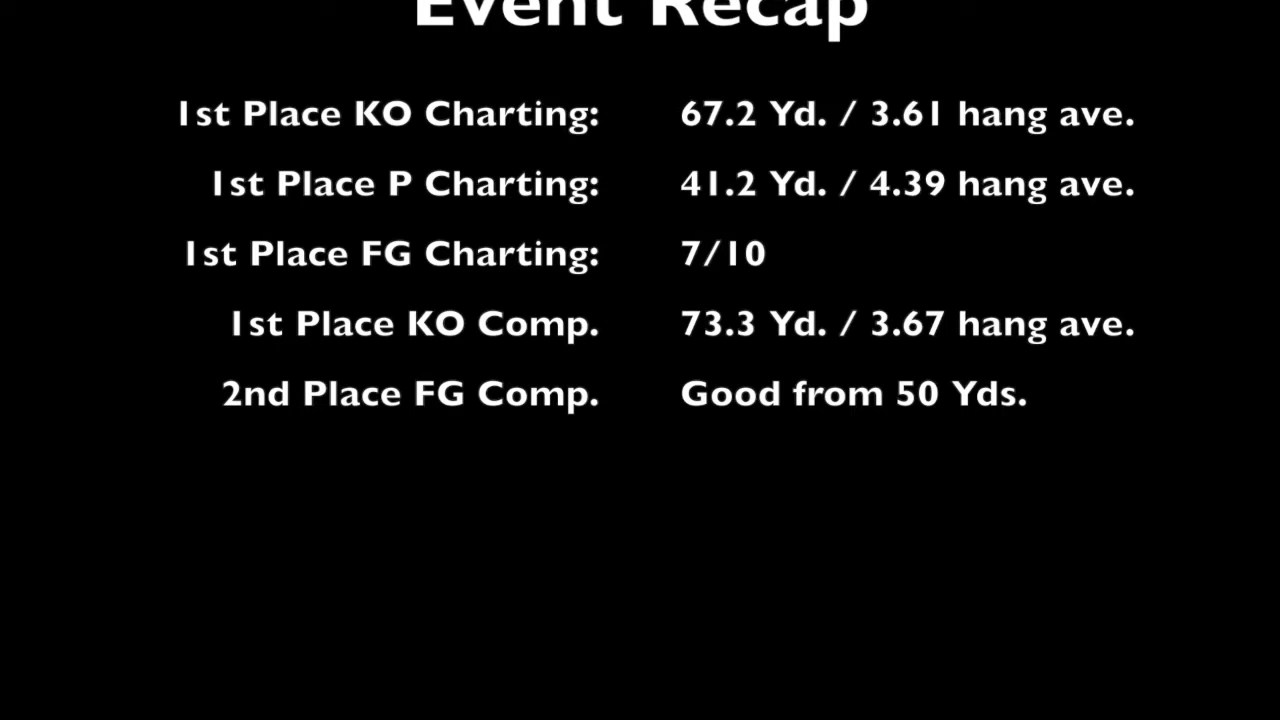 Event Recap
1st Place KO Charting: 67.2 Yd. / 3.61 hang ave.
1st Place P Charting: 41.2 Yd. / 4.39 hang ave.
1st Place FG Charting: 7/10
1st Place KO Comp. 73.3 Yd. / 3.67 hang ave.
2nd Place FG Comp. Good from 50 Yds.